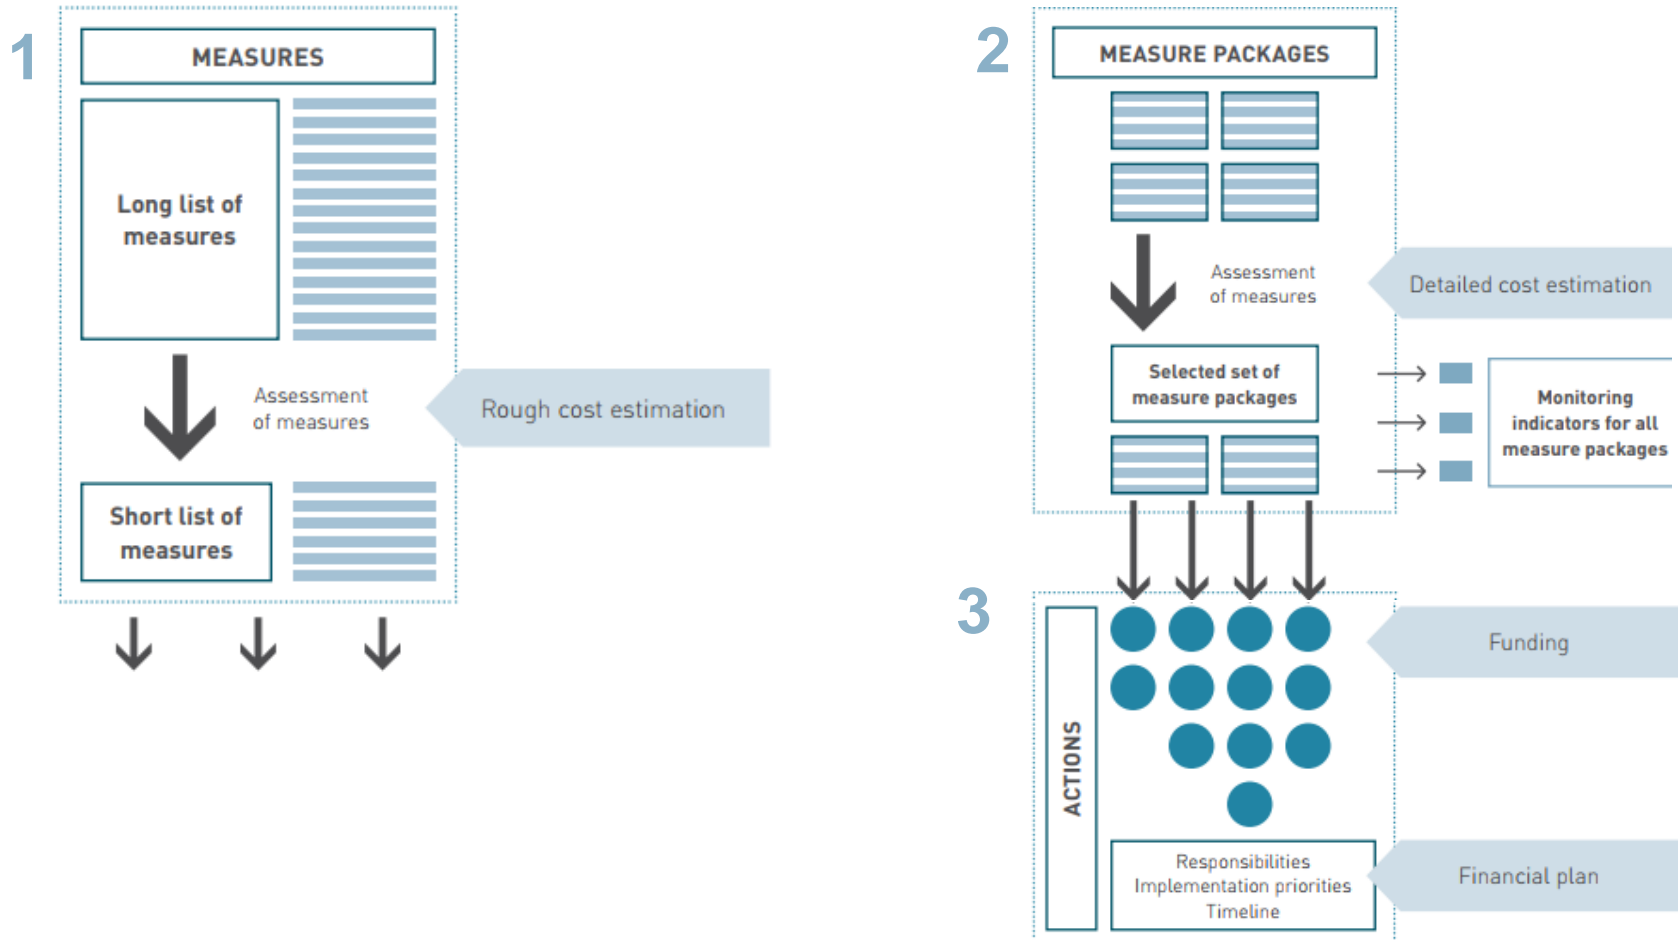 1
MEASURES
Long list of
measures
Assessment
of measures
Rough cost estimation
Short list of
measures
2
MEASURE PACKAGES
Assessment
of measures
Detailed cost estimation
Selected set of
measure packages
Monitoring
indicators for all
measure packages
3
ACTIONS
Funding
Responsibilities
Implementation priorities
Timeline
Financial plan